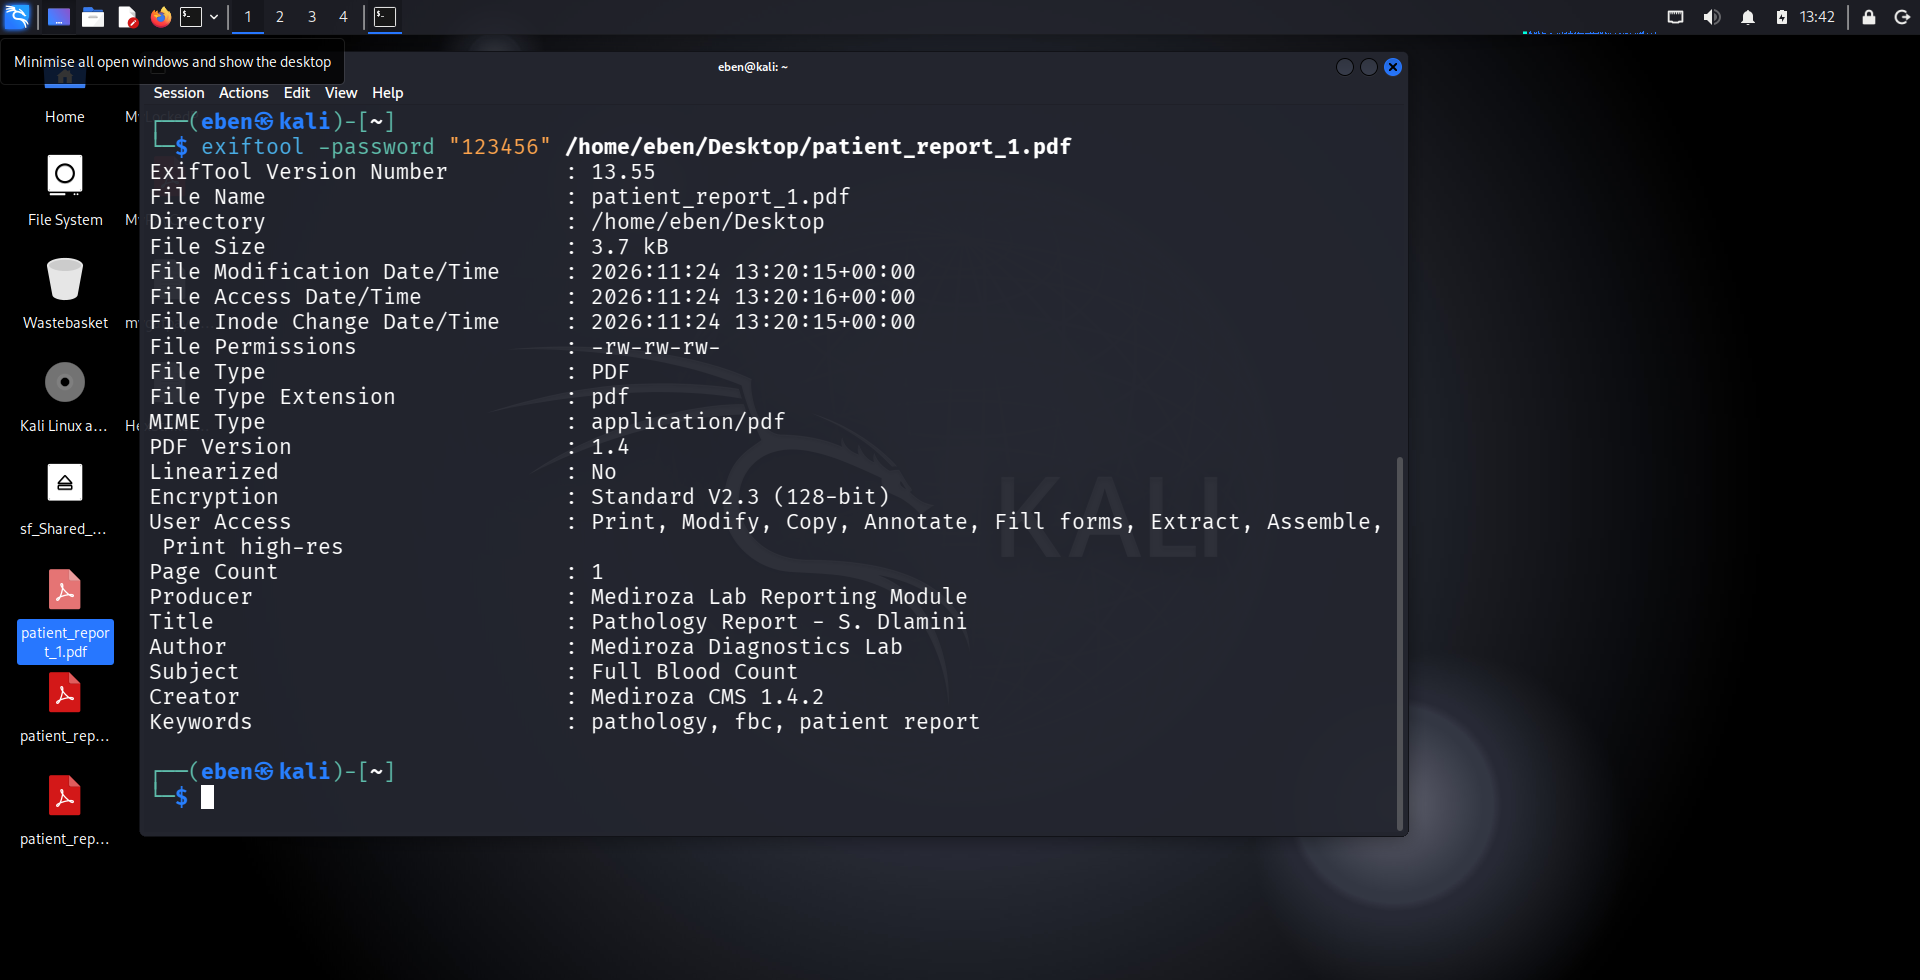 1 2 3 4
13:42
Minimise all open windows and show the desktop
eben@kali: ~
Session Actions Edit View Help
Home
File System
Wastebasket
Kali Linux a...
sf_Shared_...
patient_repor
t_1.pdf
patient_rep...
patient_rep...
┌──(eben㉿kali)-[~]
└─$ exiftool -password "123456" /home/eben/Desktop/patient_report_1.pdf
ExifTool Version Number : 13.55
File Name : patient_report_1.pdf
Directory : /home/eben/Desktop
File Size : 3.7 kB
File Modification Date/Time : 2026:11:24 13:20:15+00:00
File Access Date/Time : 2026:11:24 13:20:16+00:00
File Inode Change Date/Time : 2026:11:24 13:20:15+00:00
File Permissions : -rw-rw-rw-
File Type : PDF
File Type Extension : pdf
MIME Type : application/pdf
PDF Version : 1.4
Linearized : No
Encryption : Standard V2.3 (128-bit)
User Access : Print, Modify, Copy, Annotate, Fill forms, Extract, Assemble,
Print high-res
Page Count : 1
Producer : Mediroza Lab Reporting Module
Title : Pathology Report - S. Dlamini
Author : Mediroza Diagnostics Lab
Subject : Full Blood Count
Creator : Mediroza CMS 1.4.2
Keywords : pathology, fbc, patient report
┌──(eben㉿kali)-[~]
└─$
KALI